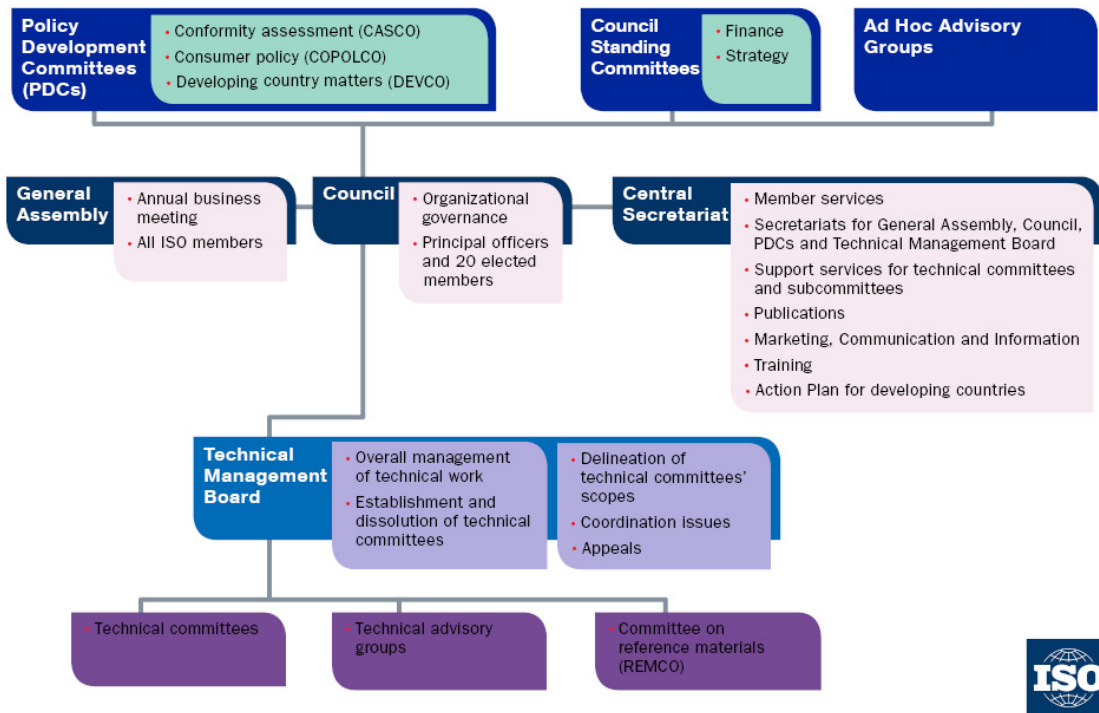 Policy
Development
Committees
(PDCs)
• Conformity assessment (CASCO)
• Consumer policy (COPOLCO)
• Developing country matters (DEVCO)
Council
Standing
Committees
• Finance
• Strategy
Ad Hoc Advisory
Groups
General
Assembly
• Annual business
meeting
• All ISO members
Council
• Organizational
governance
• Principal officers
and 20 elected
members
Central
Secretariat
• Member services
• Secretariats for General Assembly, Council,
PDCs and Technical Management Board
• Support services for technical committees
and subcommittees
• Publications
• Marketing, Communication and Information
• Training
• Action Plan for developing countries
Technical
Management
Board
• Overall management
of technical work
• Establishment and
dissolution of technical
committees
• Delineation of
technical committees'
scopes
• Coordination issues
• Appeals
• Technical committees
• Technical advisory
groups
• Committee on
reference materials
(REMCO)
ISO